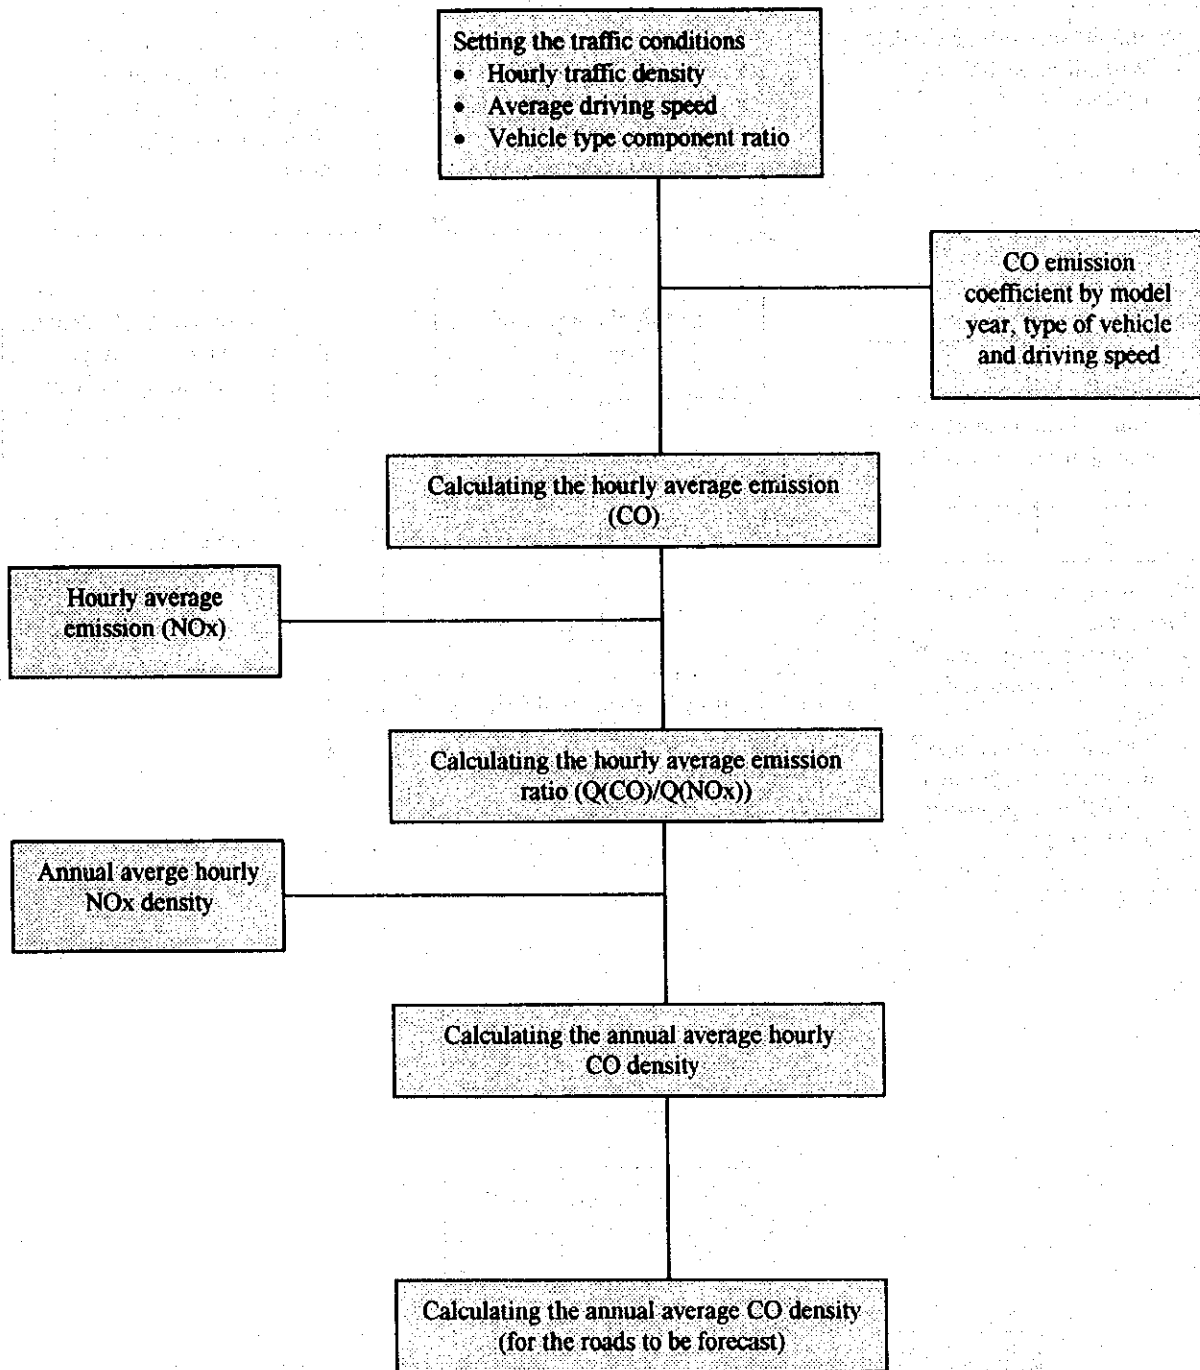 Setting the traffic conditions
• Hourly traffic density
• Average driving speed
• Vehicle type component ratio
CO emission
coefficient by model
year, type of vehicle
and driving speed
Calculating the hourly average emission
(CO)
Hourly average
emission (NOx)
Calculating the hourly average emission
ratio (Q(CO)/Q(NOx))
Annual averge hourly
NOx density
Calculating the annual average hourly
CO density
Calculating the annual average CO density
(for the roads to be forecast)